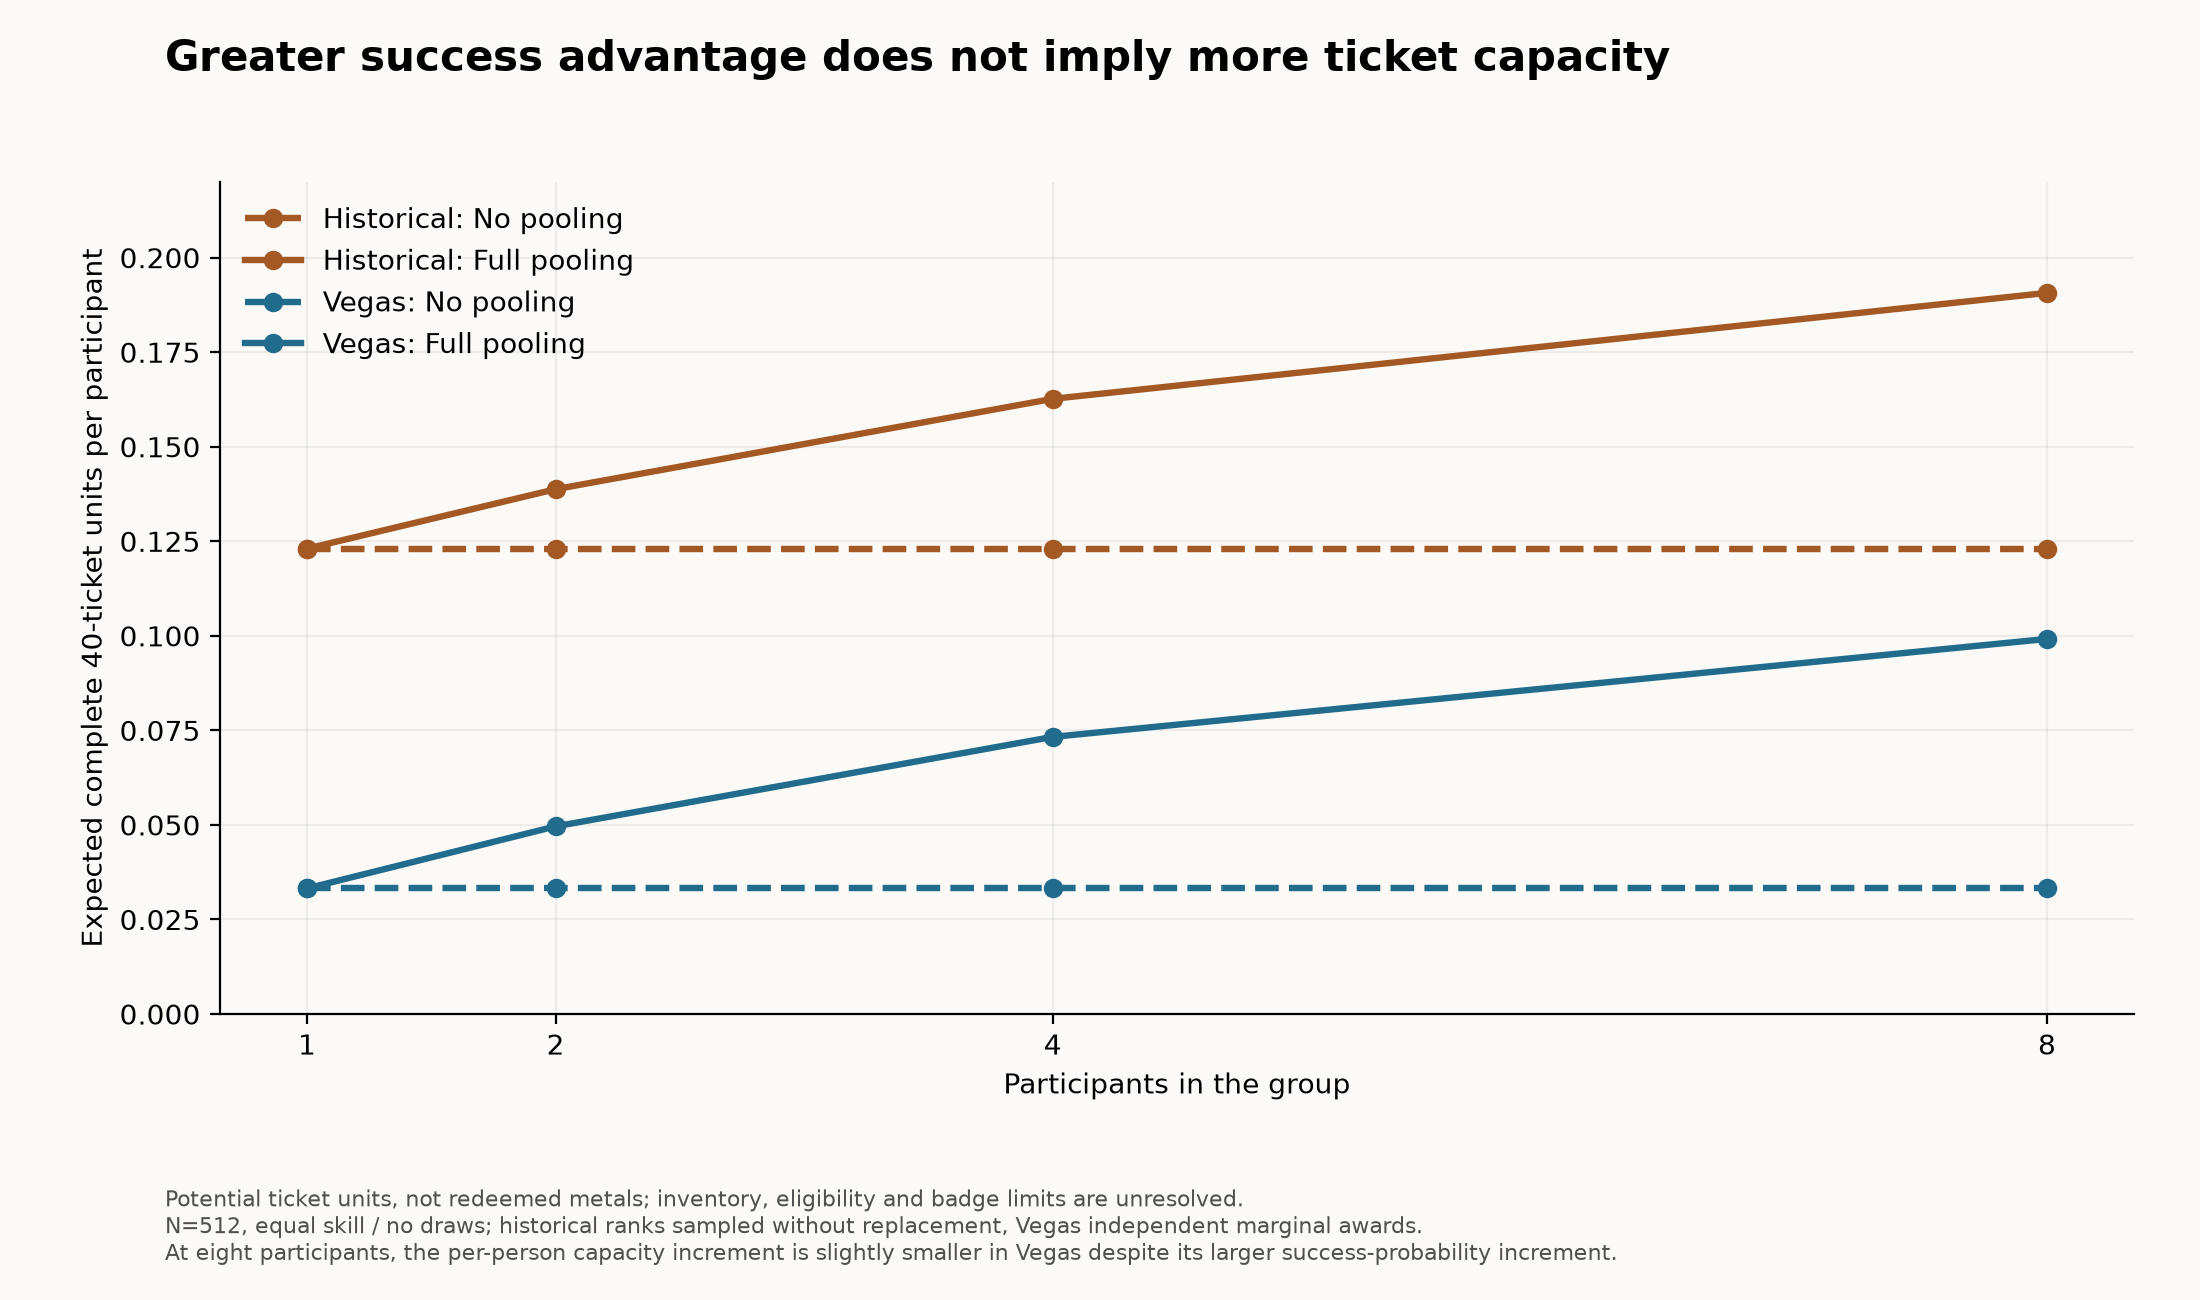 Greater success advantage does not imply more ticket capacity
Historical: No pooling
Historical: Full pooling
Vegas: No pooling
Vegas: Full pooling
Expected complete 40-ticket units per participant
0.200
0.175
0.150
0.125
0.100
0.075
0.050
0.025
0.000
1
2
4
8
Participants in the group
Potential ticket units, not redeemed metals; inventory, eligibility and badge limits are unresolved.
N=512, equal skill / no draws; historical ranks sampled without replacement, Vegas independent marginal awards.
At eight participants, the per-person capacity increment is slightly smaller in Vegas despite its larger success-probability increment.